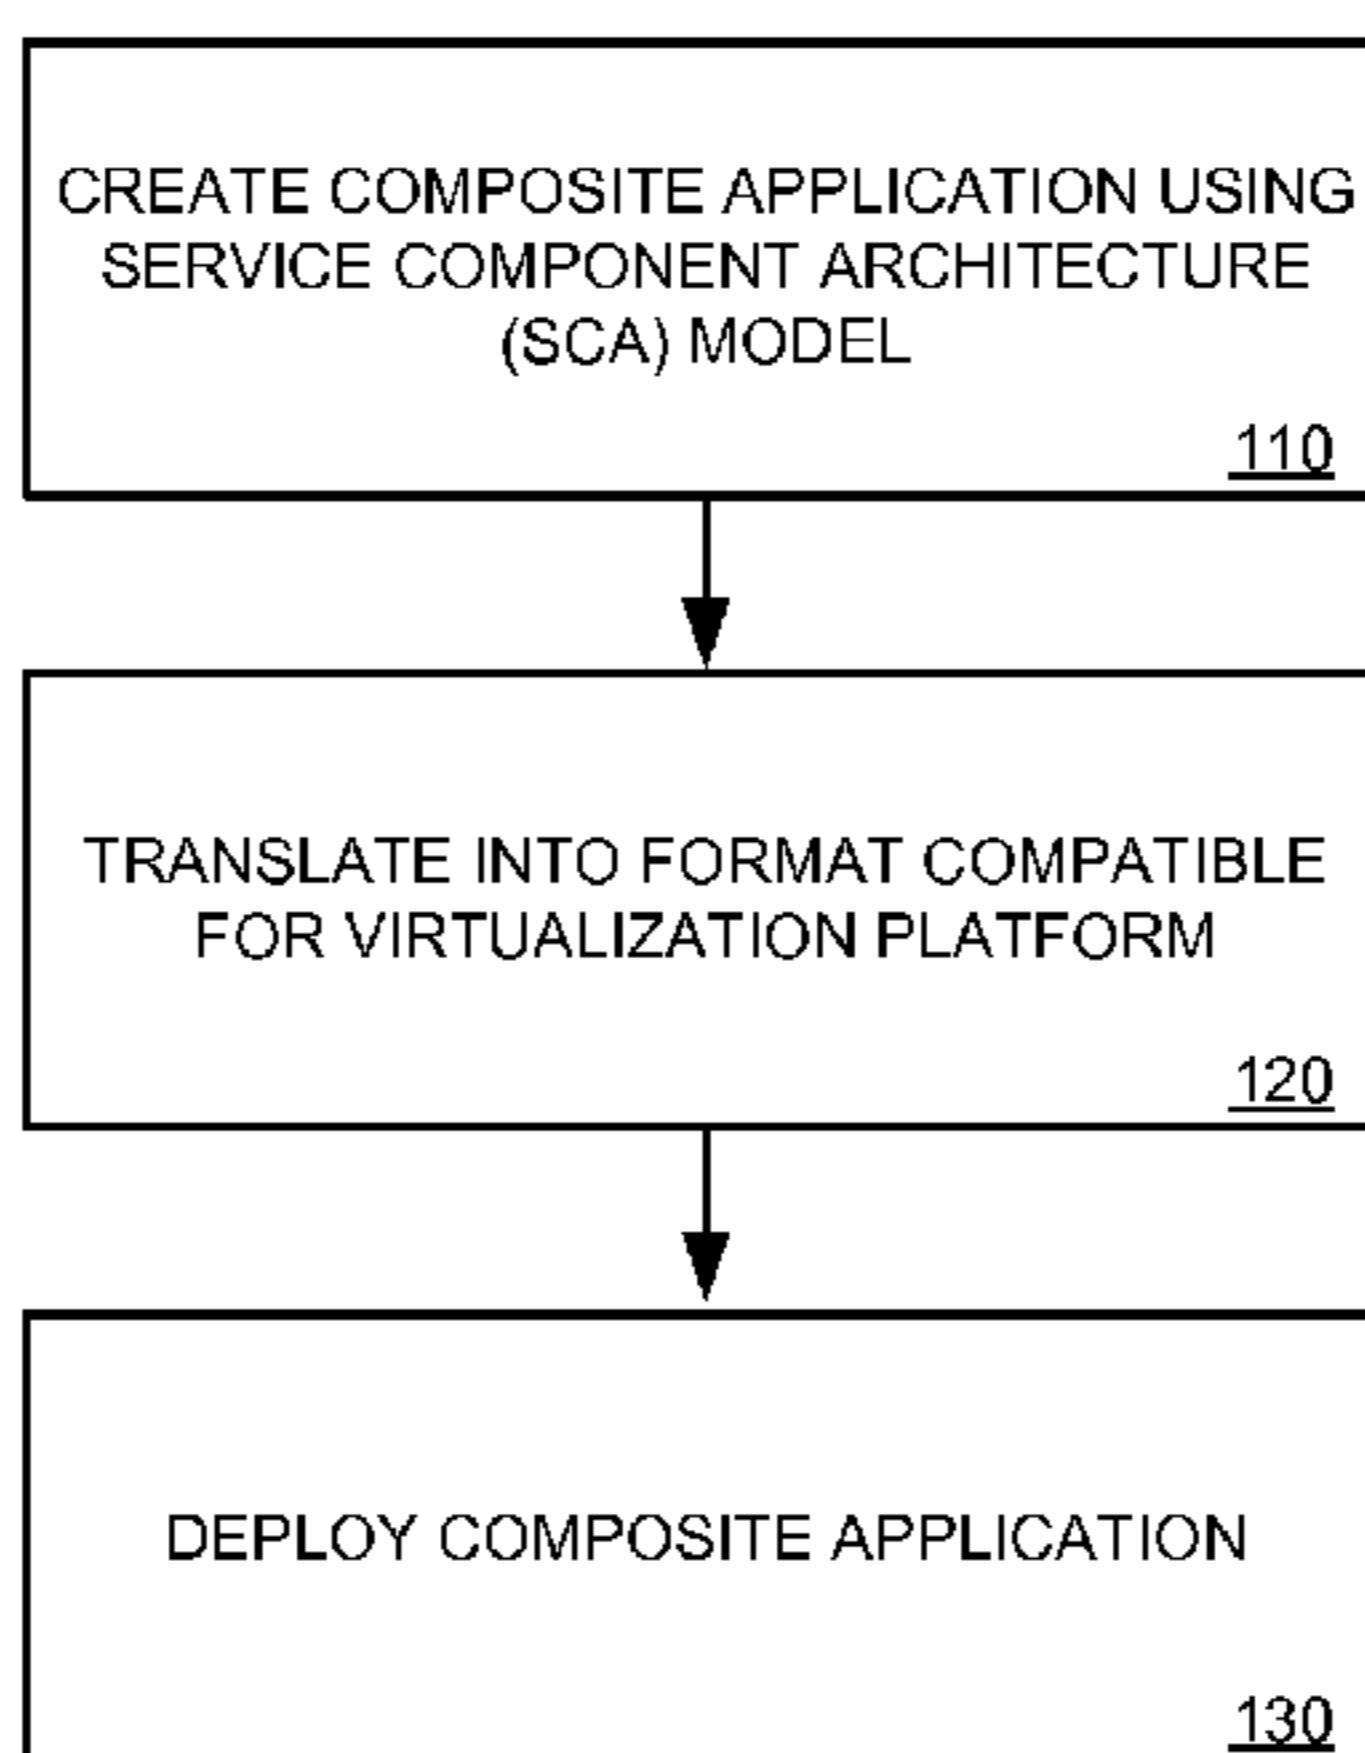 CREATE COMPOSITE APPLICATION USING
SERVICE COMPONENT ARCHITECTURE
(SCA) MODEL
110
TRANSLATE INTO FORMAT COMPATIBLE
FOR VIRTUALIZATION PLATFORM
120
DEPLOY COMPOSITE APPLICATION
130